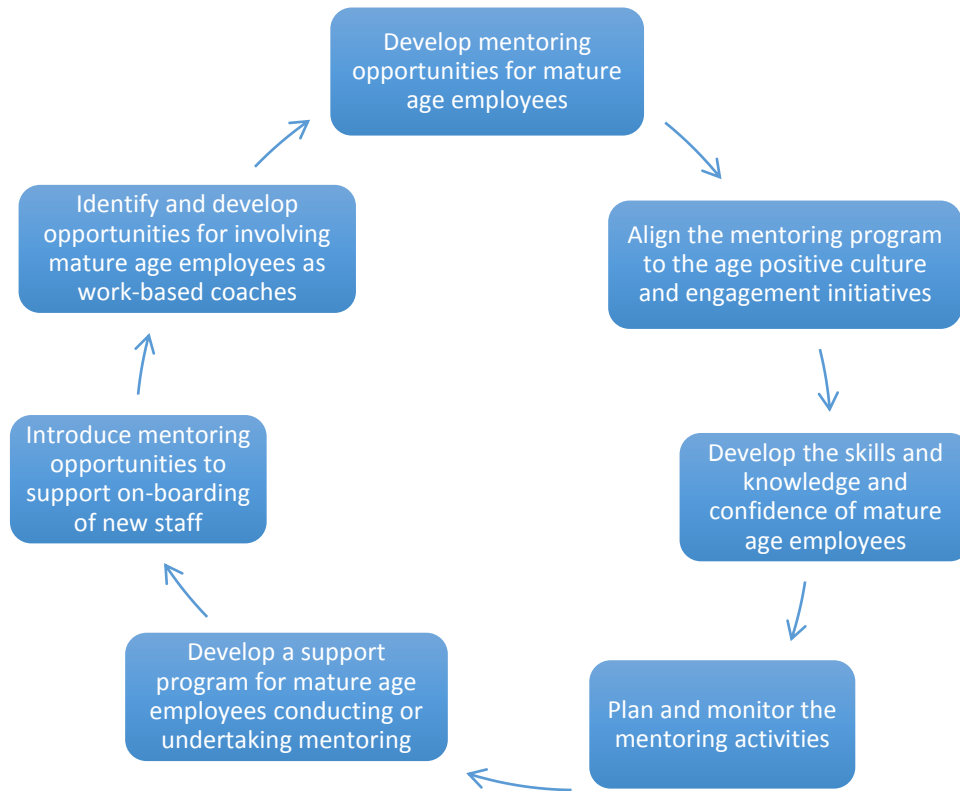 Develop mentoring
opportunities for mature
age employees
Align the mentoring program
to the age positive culture
and engagement initiatives
Develop the skills and
knowledge and
confidence of mature
age employees
Plan and monitor the
mentoring activities
Develop a support
program for mature age
employees conducting or
undertaking mentoring
Introduce mentoring
opportunities to
support on-boarding
of new staff
Identify and develop
opportunities for involving
mature age employees as
work-based coaches